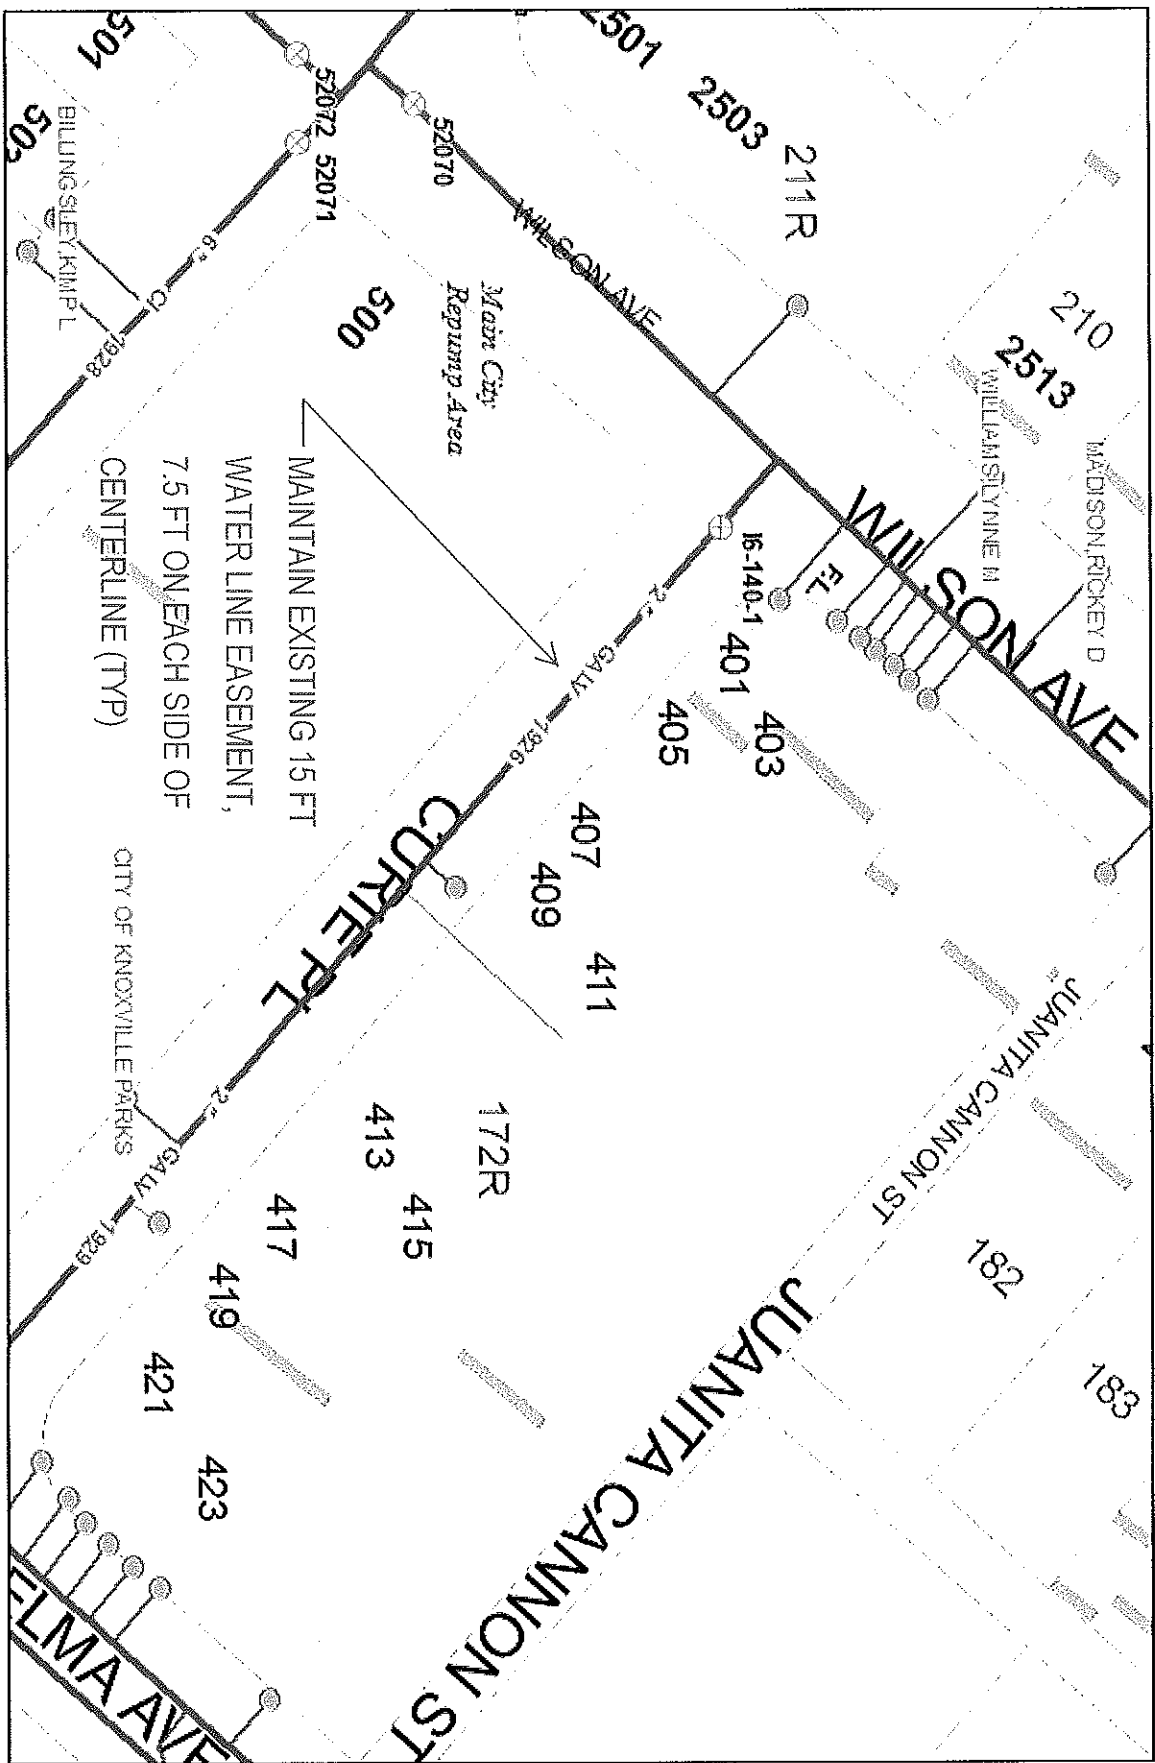 501
502
BILLINGSLEY,KIMP L
52072
52071
52070
6"
CI
1928
2501
2503
211R
WILSON AVE
500
Main City
Repump Area
210
2513
WILLIAMS,LYNNE M
MADISON,RICKEY D
WILSON AVE
F.L.
I6-140-1
2"
GALV
1926
401
403
405
407
409
411
MAINTAIN EXISTING 15 FT
WATER LINE EASEMENT,
7.5 FT ON EACH SIDE OF
CENTERLINE (TYP)
CURIE PL
CITY OF KNOXVILLE PARKS
2"
GALV
1929
172R
413
415
417
419
421
423
JUANITA CANNON ST
182
183
JUANITA CANNON ST
ELMA AVE